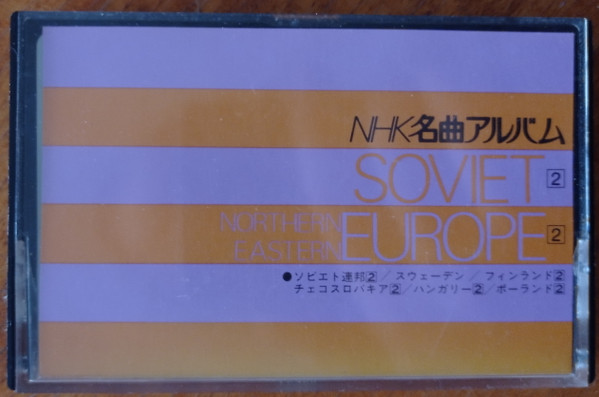 NHK名曲アルバム
SOVIET 2
NORTHERN
EASTERN EUROPE 2
●ソビエト連邦2/スウェーデン/フィンランド2
チェコスロバキア2/ハンガリー2/ポーランド2